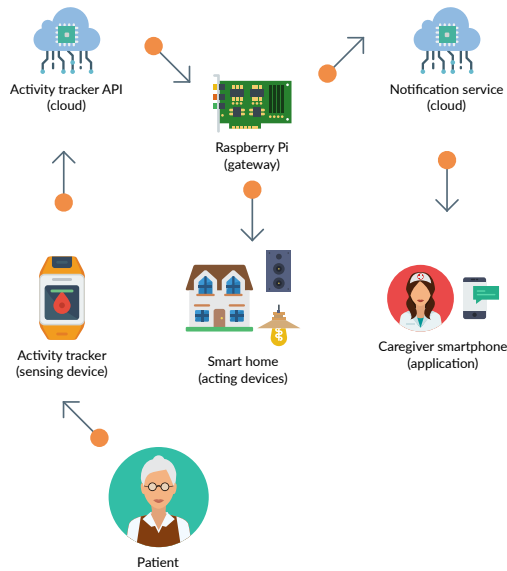 Activity tracker API
(cloud)
Notification service
(cloud)
Raspberry Pi
(gateway)
Activity tracker
(sensing device)
Smart home
(acting devices)
Caregiver smartphone
(application)
Patient